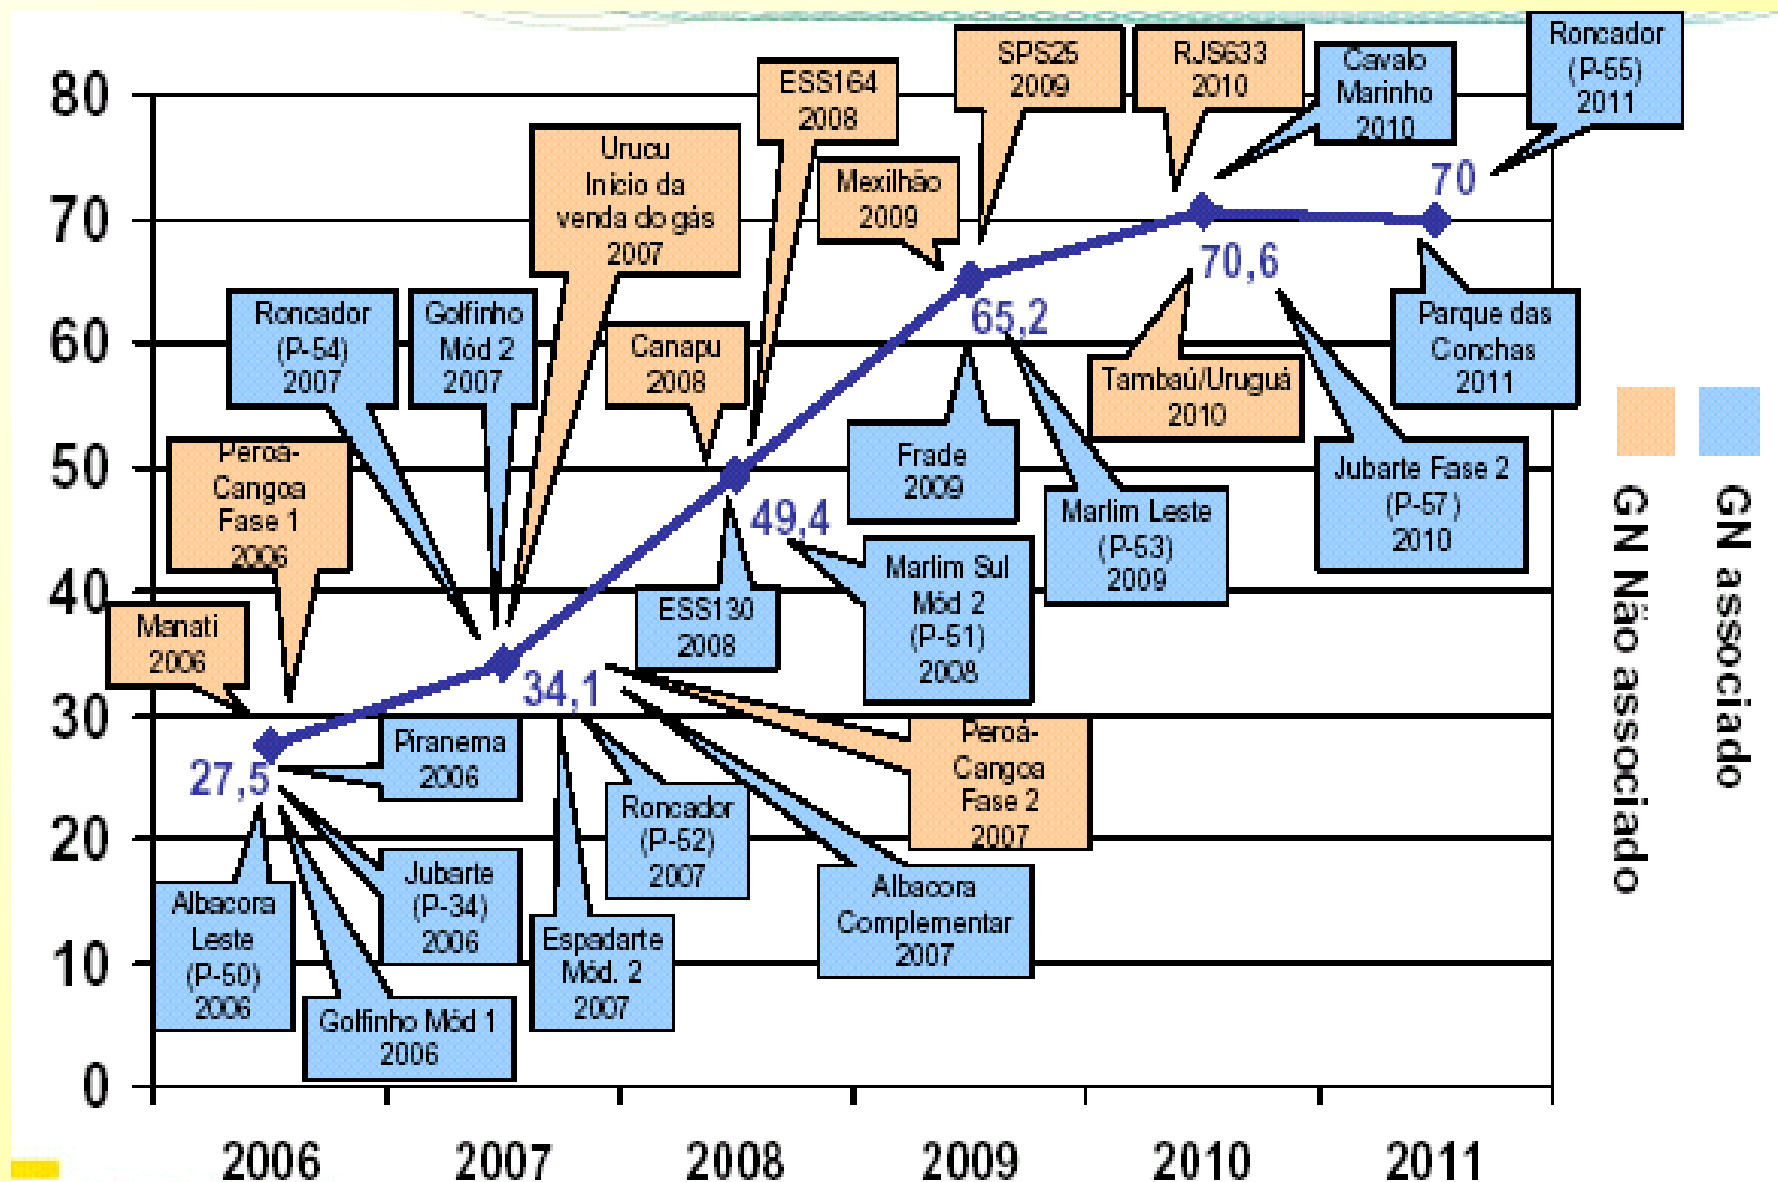 80
70
60
50
40
30
20
10
0
2006
2007
2008
2009
2010
2011
27,5
34,1
49,4
65,2
70,6
70
Manati
2006
Peroá-
Cangoa
Fase 1
2006
Roncador
(P-54)
2007
Golfinho
Mód 2
2007
Urucu
Início da
venda do gás
2007
Canapu
2008
ESS164
2008
Mexilhão
2009
SPS25
2009
RJS633
2010
Cavalo
Marinho
2010
Roncador
(P-55)
2011
Piranema
2006
Albacora
Leste
(P-50)
2006
Jubarte
(P-34)
2006
Golfinho Mód 1
2006
Espadarte
Mód. 2
2007
Roncador
(P-52)
2007
Albacora
Complementar
2007
Peroá-
Cangoa
Fase 2
2007
ESS130
2008
Marlim Sul
Mód 2
(P-51)
2008
Frade
2009
Marlim Leste
(P-53)
2009
Tambaú/Uruguá
2010
Jubarte Fase 2
(P-57)
2010
Parque das
Conchas
2011
GN associado
GN Não associado